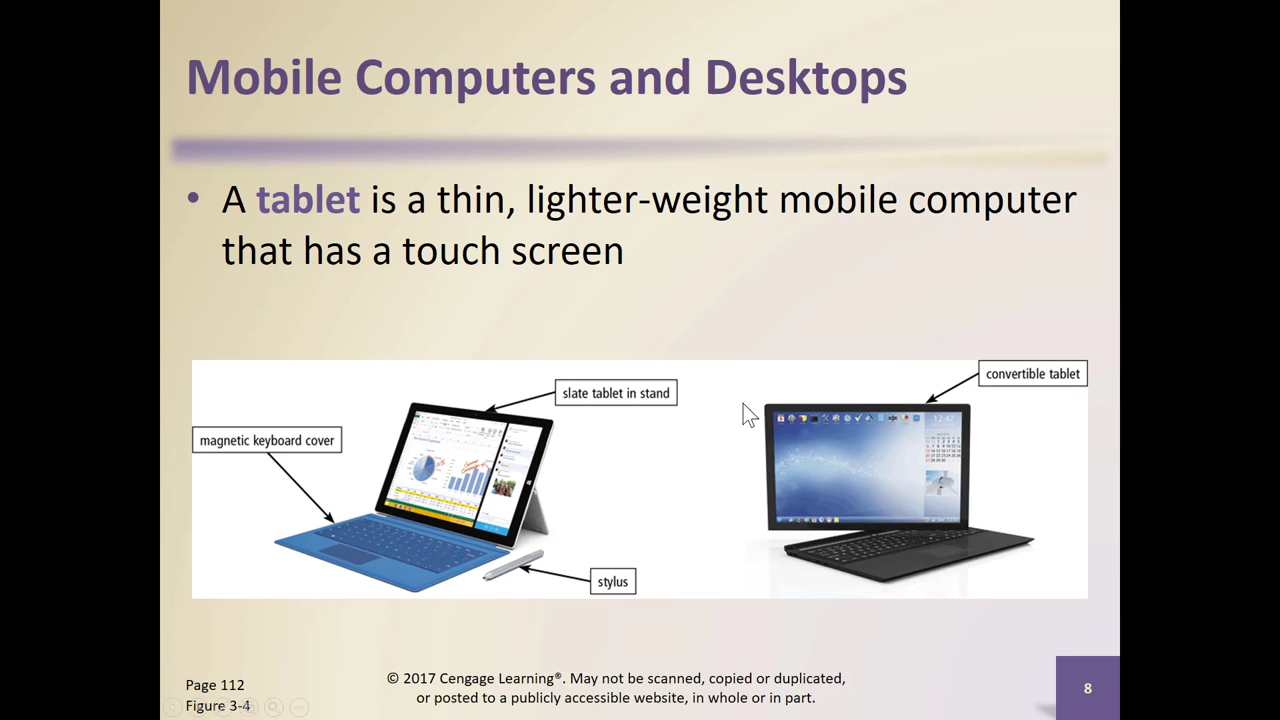 Mobile Computers and Desktops
• A tablet is a thin, lighter-weight mobile computer
that has a touch screen
convertible tablet
slate tablet in stand
magnetic keyboard cover
stylus
Page 112
Figure 3-4
© 2017 Cengage Learning®. May not be scanned, copied or duplicated,
or posted to a publicly accessible website, in whole or in part.
8